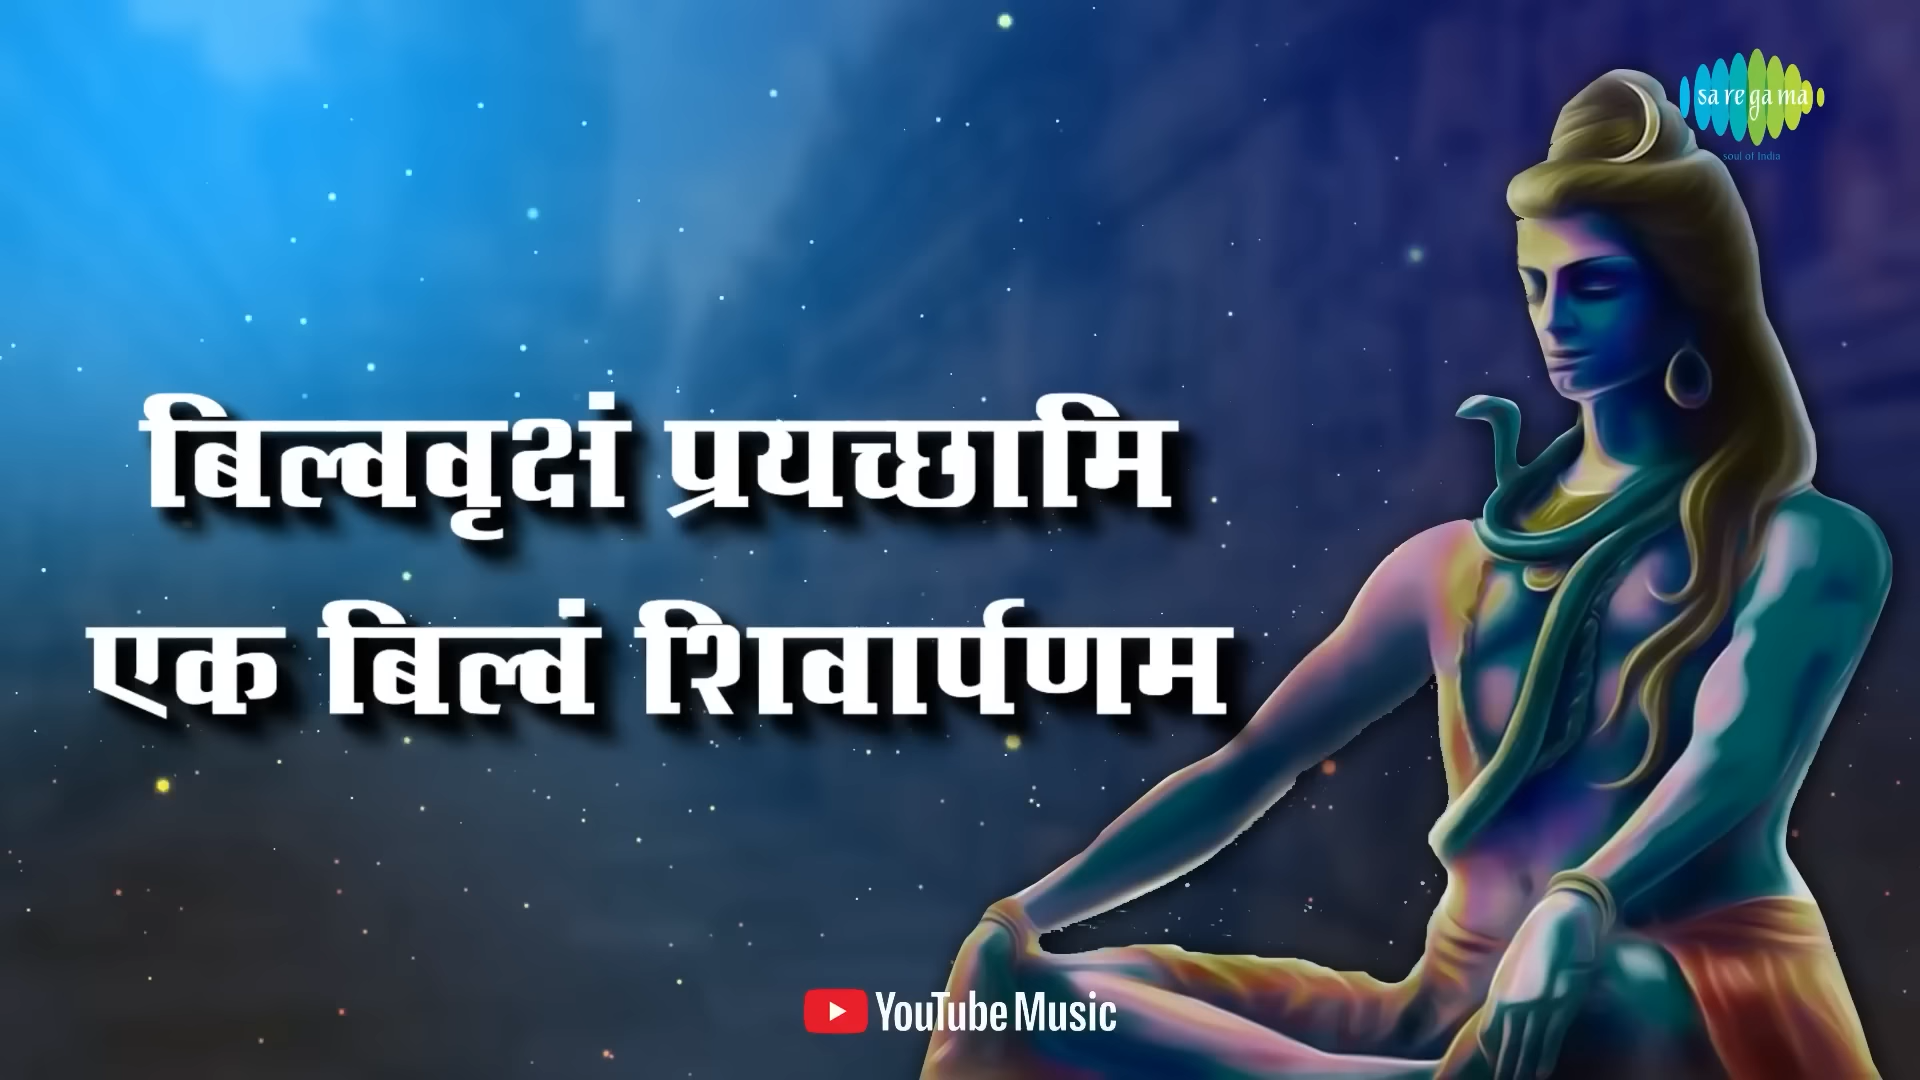 sa re ga ma
soul of India
बिल्ववृक्षं प्रयच्छामि
एक बिल्वं शिवार्पणम
YouTube Music